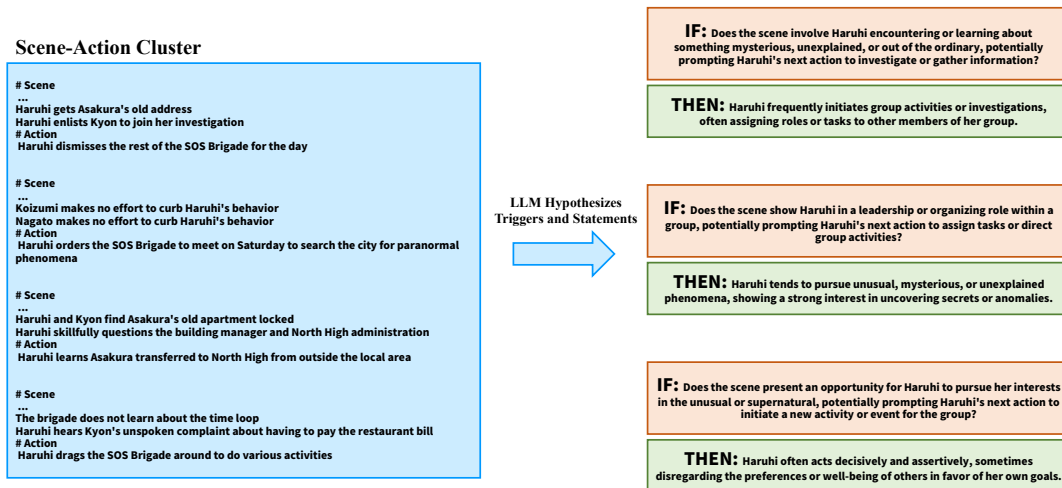 Scene-Action Cluster
# Scene
...
Haruhi gets Asakura's old address
Haruhi enlists Kyon to join her investigation
# Action
Haruhi dismisses the rest of the SOS Brigade for the day
# Scene
...
Koizumi makes no effort to curb Haruhi's behavior
Nagato makes no effort to curb Haruhi's behavior
# Action
Haruhi orders the SOS Brigade to meet on Saturday to search the city for paranormal
phenomena
# Scene
...
Haruhi and Kyon find Asakura's old apartment locked
Haruhi skillfully questions the building manager and North High administration
# Action
Haruhi learns Asakura transferred to North High from outside the local area
# Scene
...
The brigade does not learn about the time loop
Haruhi hears Kyon's unspoken complaint about having to pay the restaurant bill
# Action
Haruhi drags the SOS Brigade around to do various activities
LLM Hypothesizes
Triggers and Statements
IF: Does the scene involve Haruhi encountering or learning about
something mysterious, unexplained, or out of the ordinary, potentially
prompting Haruhi's next action to investigate or gather information?
THEN: Haruhi frequently initiates group activities or investigations,
often assigning roles or tasks to other members of her group.
IF: Does the scene show Haruhi in a leadership or organizing role within a
group, potentially prompting Haruhi's next action to assign tasks or direct
group activities?
THEN: Haruhi tends to pursue unusual, mysterious, or unexplained
phenomena, showing a strong interest in uncovering secrets or anomalies.
IF: Does the scene present an opportunity for Haruhi to pursue her interests
in the unusual or supernatural, potentially prompting Haruhi's next action to
initiate a new activity or event for the group?
THEN: Haruhi often acts decisively and assertively, sometimes
disregarding the preferences or well-being of others in favor of her own goals.